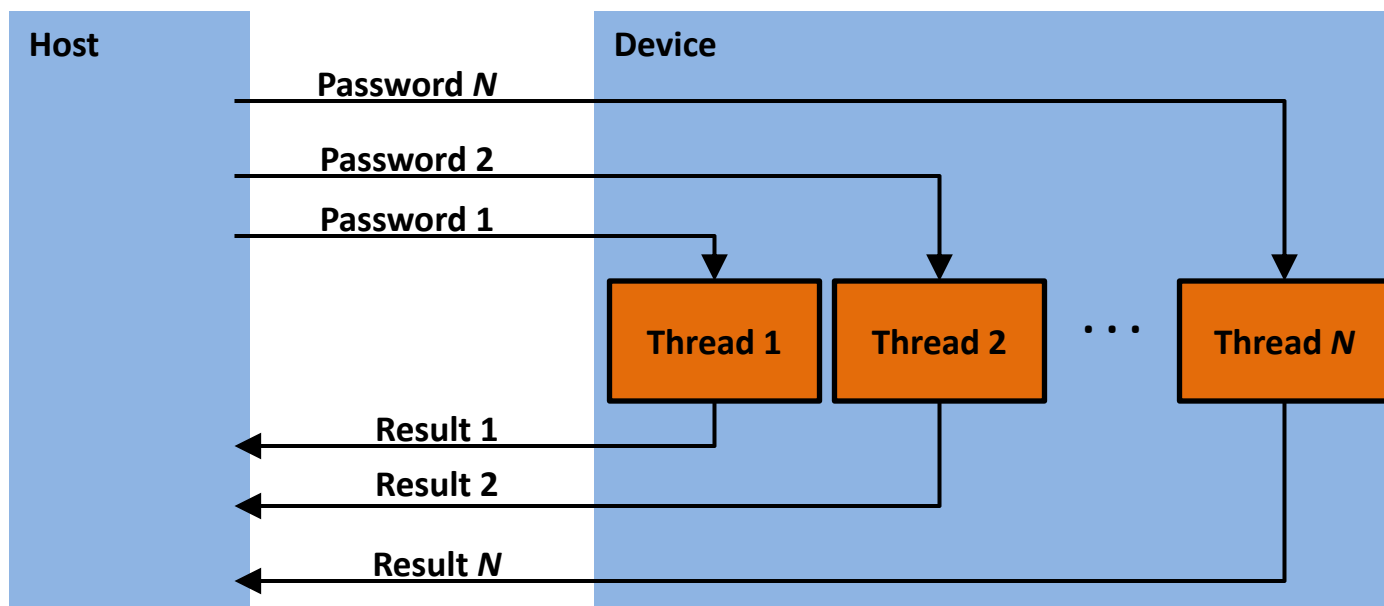 Host
Device
Password N
Password 2
Password 1
Thread 1
Thread 2
. . .
Thread N
Result 1
Result 2
Result N